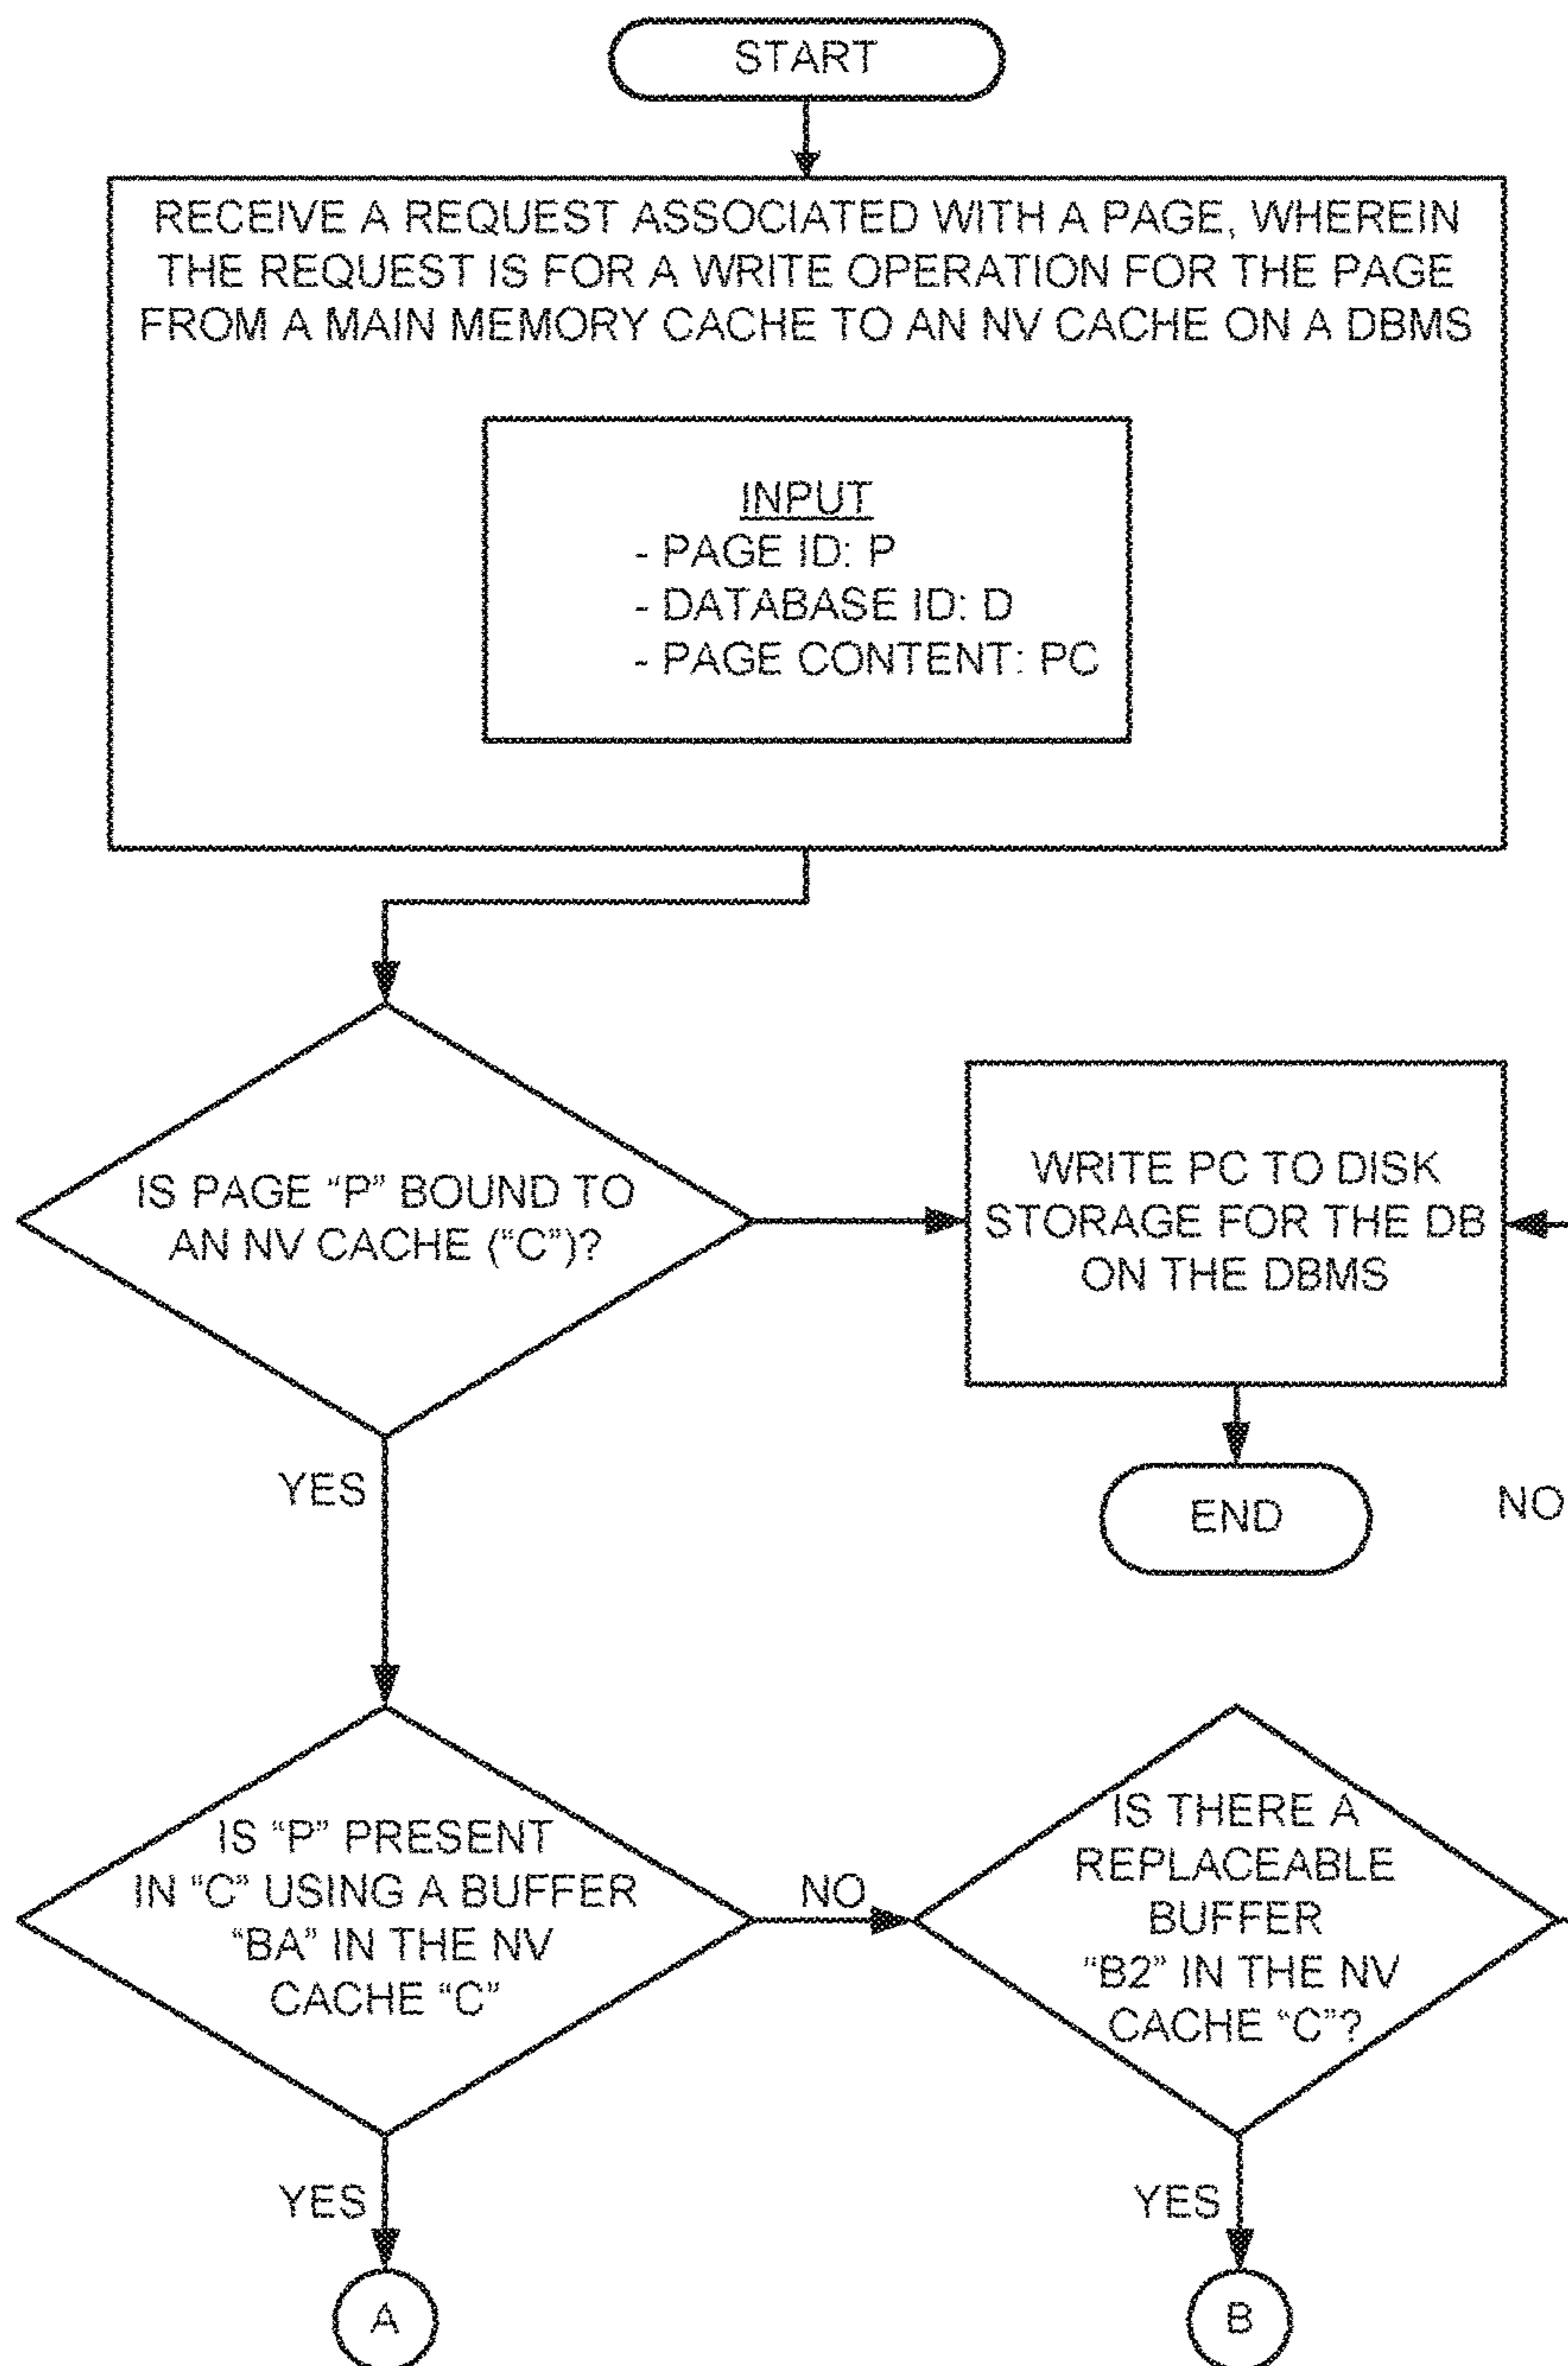 START
RECEIVE A REQUEST ASSOCIATED WITH A PAGE, WHEREIN
THE REQUEST IS FOR A WRITE OPERATION FOR THE PAGE
FROM A MAIN MEMORY CACHE TO AN NV CACHE ON A DBMS
INPUT
- PAGE ID: P
- DATABASE ID: D
- PAGE CONTENT: PC
IS PAGE “P” BOUND TO
AN NV CACHE (“C”)?
WRITE PC TO DISK
STORAGE FOR THE DB
ON THE DBMS
YES
END
NO
IS “P” PRESENT
IN “C” USING A BUFFER
“BA” IN THE NV
CACHE “C”
NO
IS THERE A
REPLACEABLE
BUFFER
“B2” IN THE NV
CACHE “C”?
YES
YES
A
B